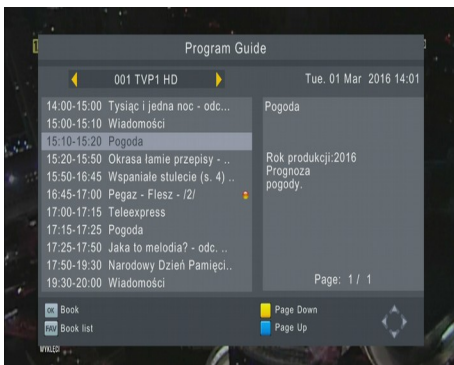 Program Guide
001 TVP1 HD
Tue. 01 Mar 2016 14:01
14:00-15:00 Tysiąc i jedna noc - odc...
15:00-15:10 Wiadomości
15:10-15:20 Pogoda
15:20-15:50 Okrasa łamie przepisy - ..
15:50-16:45 Wspaniałe stulecie (s. 4) ..
16:45-17:00 Pegaz - Flesz - /2/
17:00-17:15 Teleexpress
17:15-17:25 Pogoda
17:25-17:50 Jaka to melodia? - odc. ..
17:50-19:30 Narodowy Dzień Pamięci..
19:30-20:00 Wiadomości
Pogoda
Rok produkcji:2016
Prognoza
pogody.
Page: 1 / 1
OK Book
FAV Book list
Page Down
Page Up
WYKLĘCI